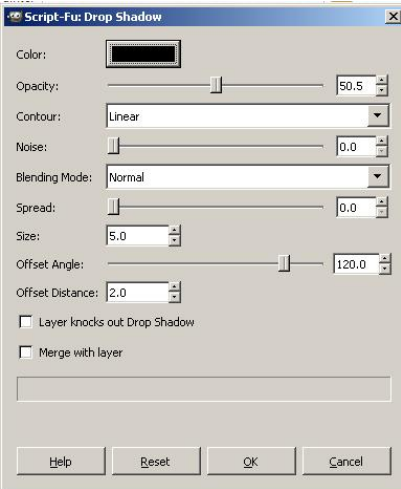 Script-Fu: Drop Shadow
Color:
Opacity: 50.5
Contour: Linear
Noise: 0.0
Blending Mode: Normal
Spread: 0.0
Size: 5.0
Offset Angle: 120.0
Offset Distance: 2.0
Layer knocks out Drop Shadow
Merge with layer
Help Reset OK Cancel